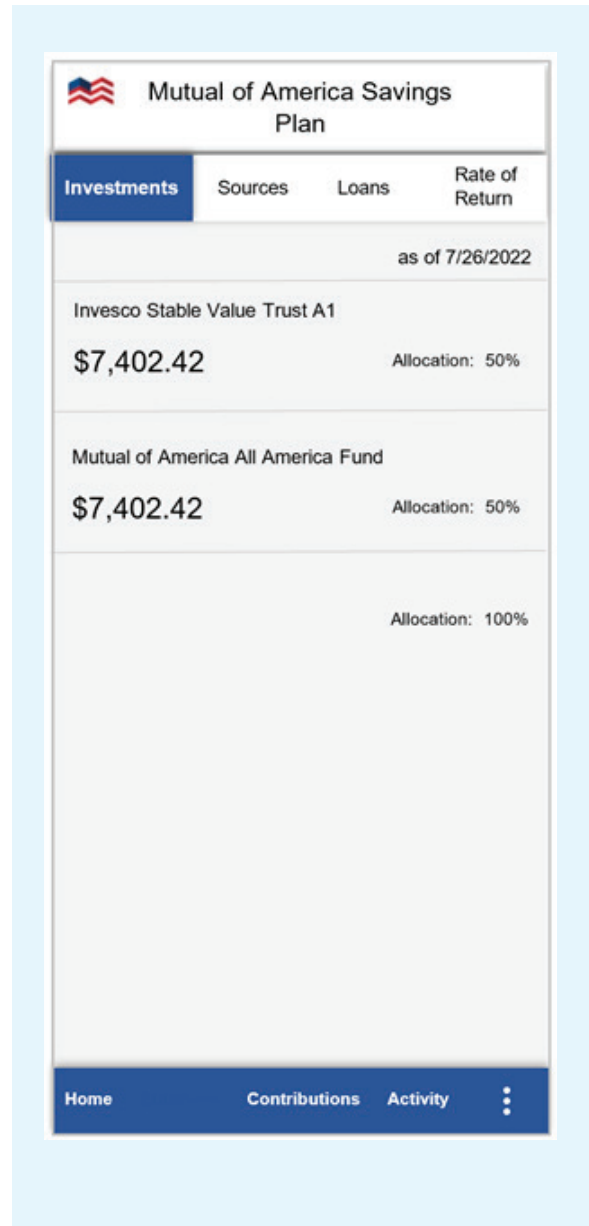 Mutual of America Savings
Plan
Investments Sources Loans Rate of
Return
as of 7/26/2022
Invesco Stable Value Trust A1
$7,402.42 Allocation: 50%
Mutual of America All America Fund
$7,402.42 Allocation: 50%
Allocation: 100%
Home Contributions Activity